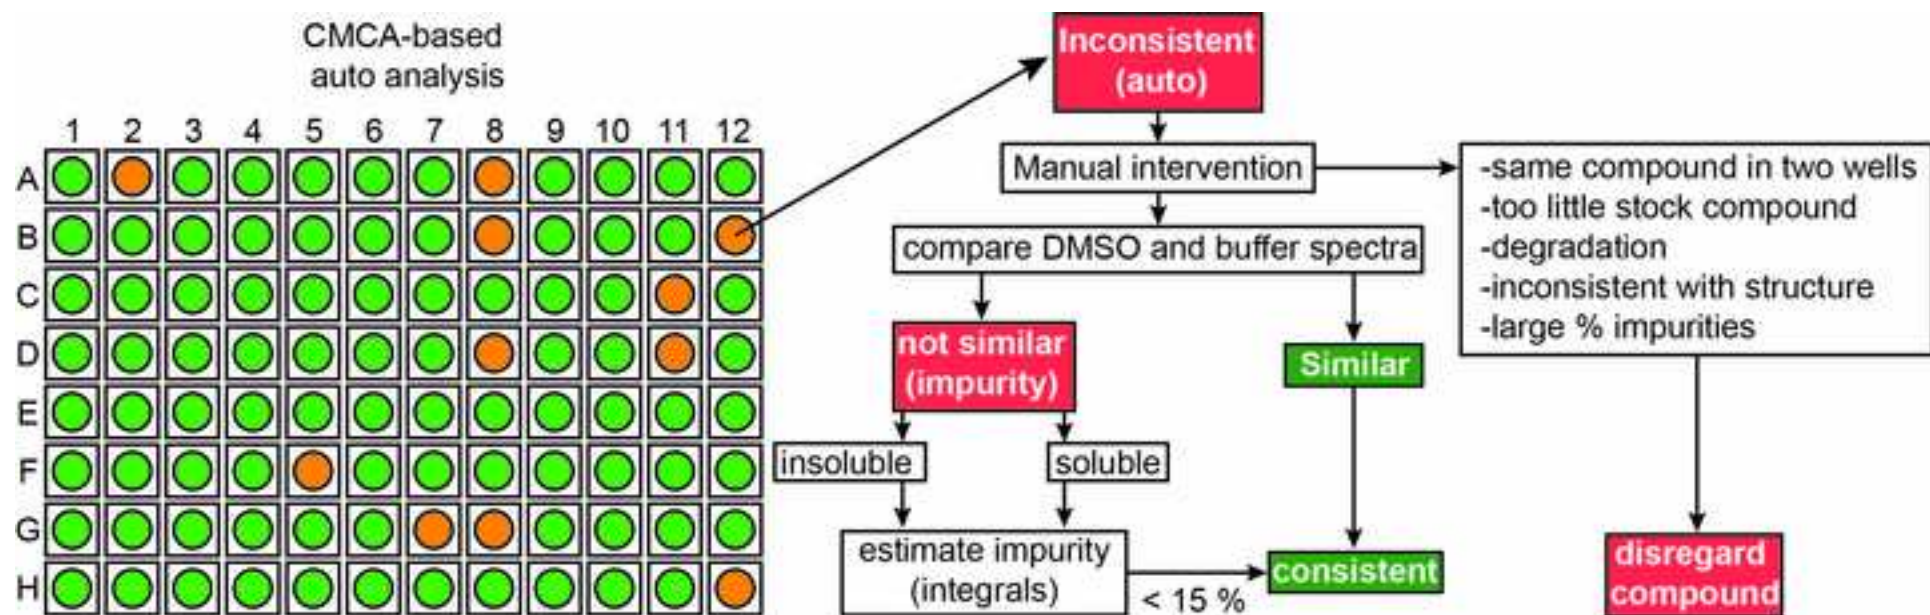 CMCA-based
auto analysis
1 2 3 4 5 6 7 8 9 10 11 12
A
B
C
D
E
F
G
H
Inconsistent
(auto)
Manual intervention
compare DMSO and buffer spectra
not similar
(impurity)
Similar
insoluble
soluble
estimate impurity
(integrals)
< 15 %
consistent
-same compound in two wells
-too little stock compound
-degradation
-inconsistent with structure
-large % impurities
disregard
compound